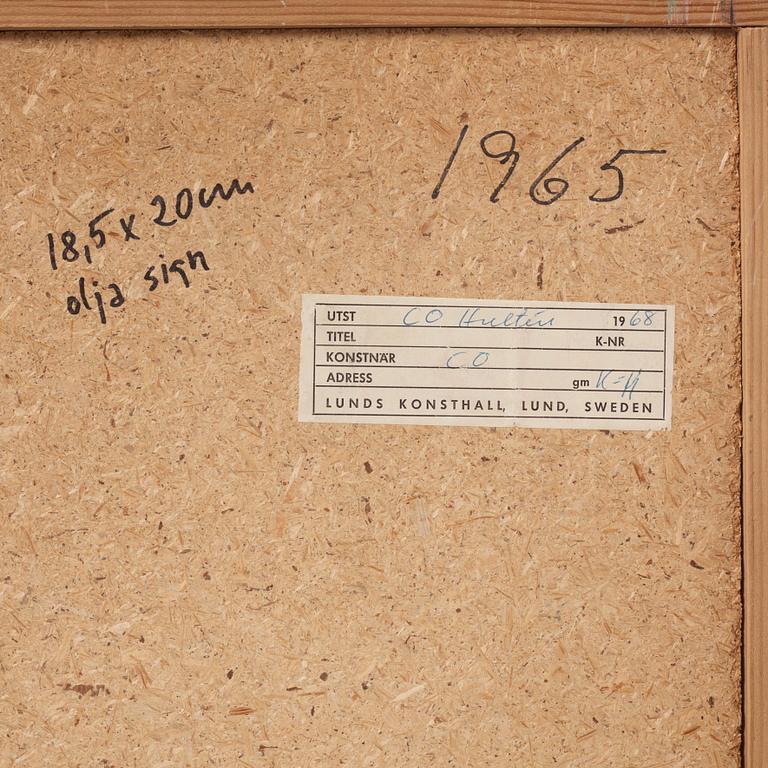 1965
18,5 x 20 cm
olja sign
UTST CO Hultén 1968
TITEL K-NR
KONSTNÄR CO
ADRESS gm K-H
LUNDS KONSTHALL, LUND, SWEDEN